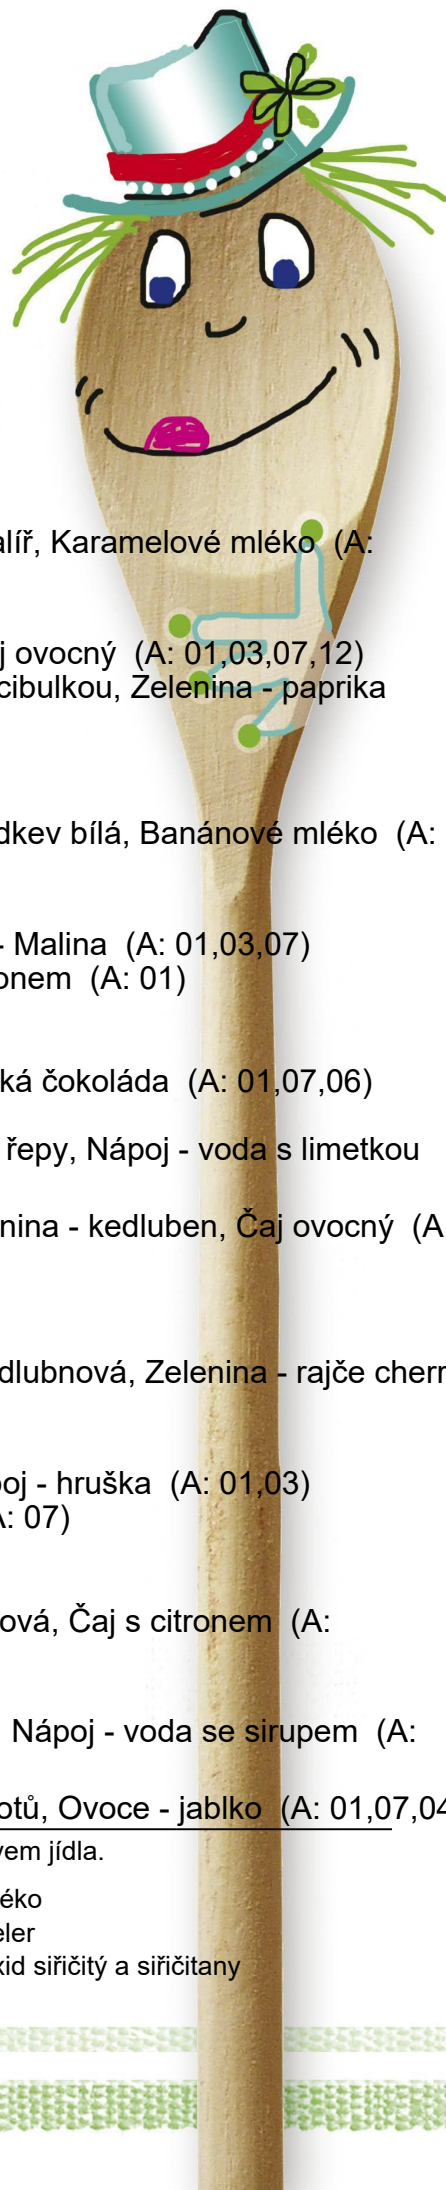 alíř, Karamelové mléko (A:
j ovocný (A: 01,03,07,12)
cibulkou, Zelenina - paprika
dkev bílá, Banánové mléko (A:
- Malina (A: 01,03,07)
onem (A: 01)
ká čokoláda (A: 01,07,06)
řepy, Nápoj - voda s limetkou
nina - kedluben, Čaj ovocný (A
dlubnová, Zelenina - rajče cherr
oj - hruška (A: 01,03)
A: 07)
ová, Čaj s citronem (A:
Nápoj - voda se sirupem (A:
otů, Ovoce - jablko (A: 01,07,04
vem jídla.
éko
eler
xid siřičitý a siřičitany